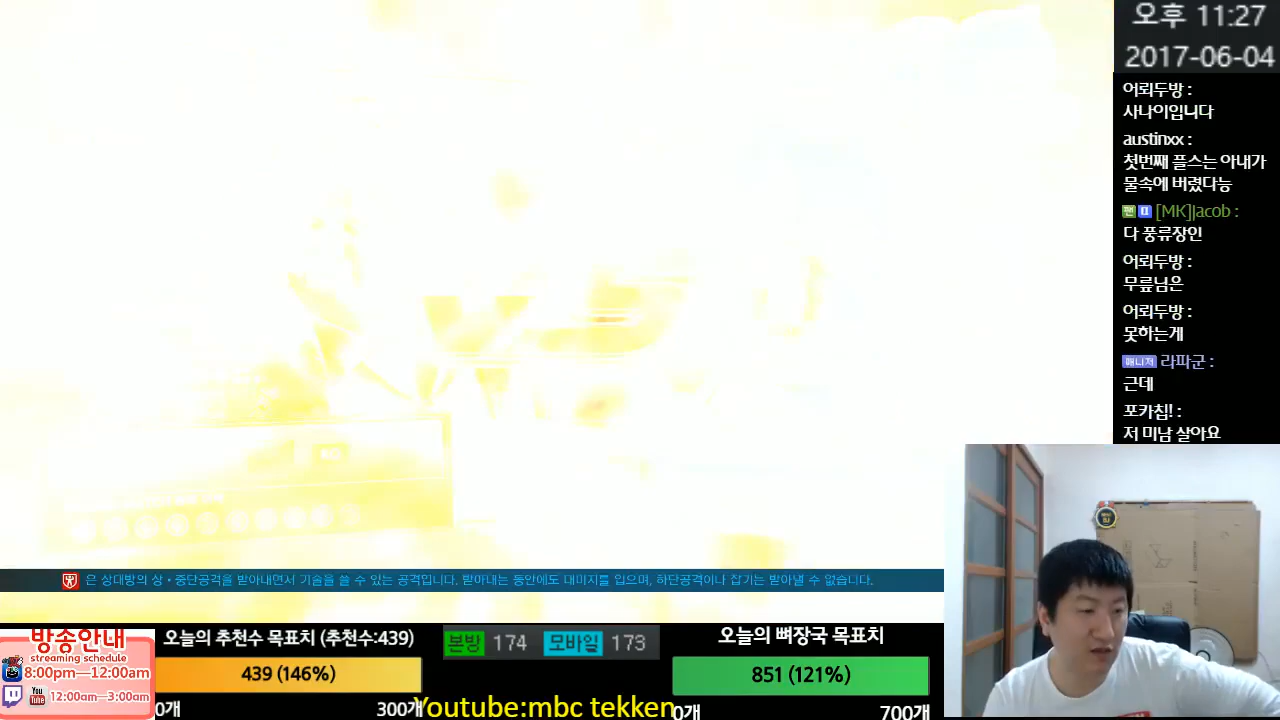 오후 11:27
2017-06-04
어뢰두방 :
사나이입니다
austinxx :
첫번째 플스는 아내가
물속에 버렸다능
팬 [MK]Jacob :
다 풍류장인
어뢰두방 :
무릎님은
어뢰두방 :
못하는게
매니저 라파군 :
근데
포카칩! :
저 미남 살아요
은 상대방의 상·중단공격을 받아내면서 기술을 쓸 수 있는 공격입니다. 받아내는 동안에도 대미지를 입으며, 하단공격이나 잡기는 받아낼 수 없습니다.
방송안내
streaming schedule
8:00pm—12:00am
You Tube 12:00am—3:00am
오늘의 추천수 목표치 (추천수:439)
439 (146%)
0개 300개
본방 174 모바일 173
Youtube:mbc tekken
오늘의 뼈장국 목표치
851 (121%)
0개 700개